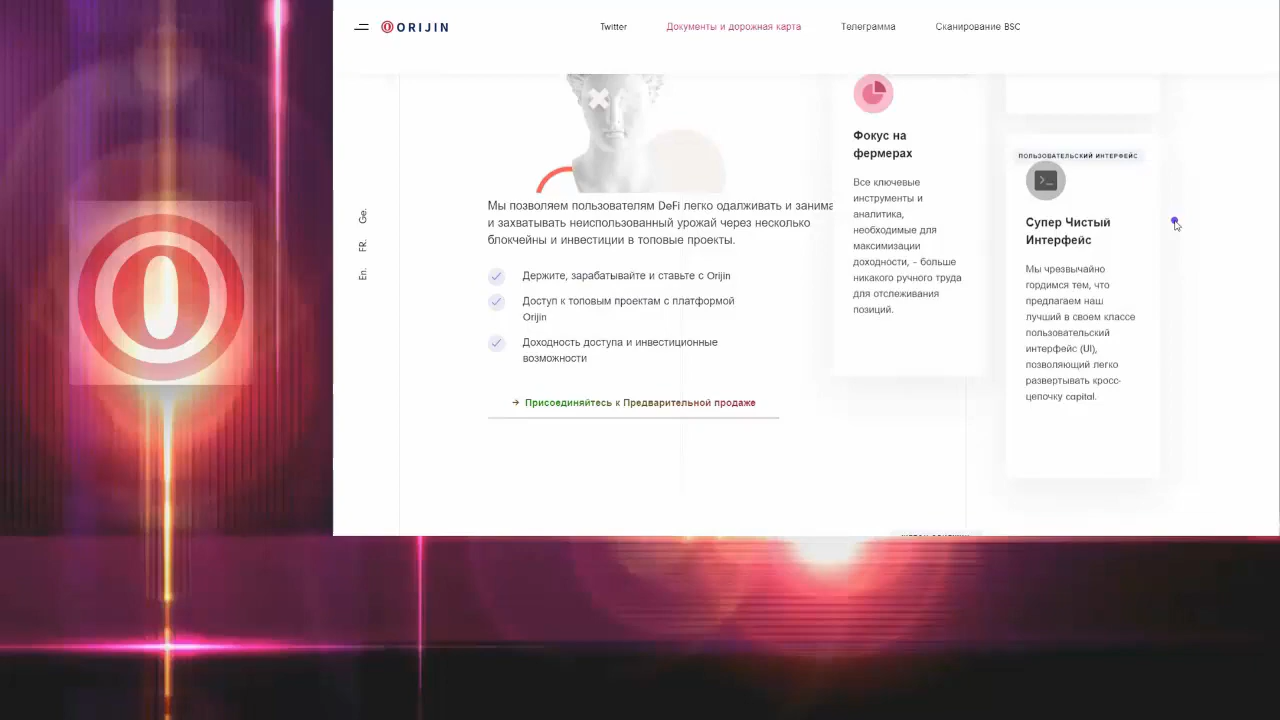 ORIJIN
Twitter
Документы и дорожная карта
Телеграмма
Сканирование BSC
Ge.
FR.
En.
Мы позволяем пользователям DeFi легко одалживать и занима
и захватывать неиспользованный урожай через несколько
блокчейны и инвестиции в топовые проекты.
Держите, зарабатывайте и ставьте с Orijin
Доступ к топовым проектам с платформой
Orijin
Доходность доступа и инвестиционные
возможности
→ Присоединяйтесь к Предварительной продаже
Фокус на
фермерах
Все ключевые
инструменты и
аналитика,
необходимые для
максимизации
доходности, - больше
никакого ручного труда
для отслеживания
позиций.
ПОЛЬЗОВАТЕЛЬСКИЙ ИНТЕРФЕЙС
Супер Чистый
Интерфейс
Мы чрезвычайно
гордимся тем, что
предлагаем наш
лучший в своем классе
пользовательский
интерфейс (UI),
позволяющий легко
развертывать кросс-
цепочку capital.